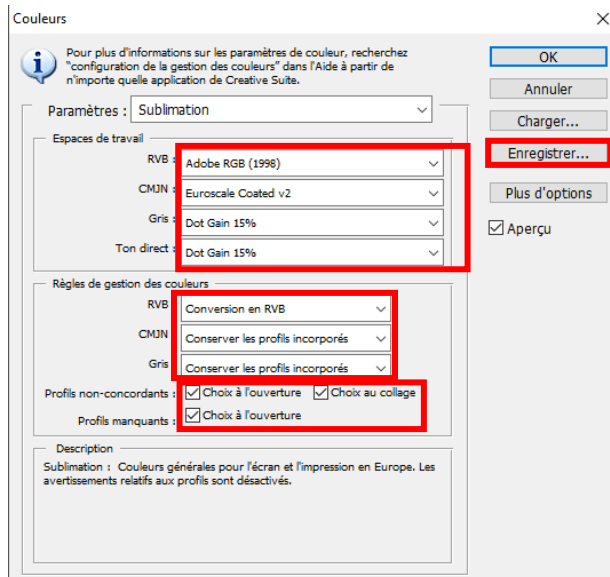 Couleurs
Pour plus d'informations sur les paramètres de couleur, recherchez
"configuration de la gestion des couleurs" dans l'Aide à partir de
n'importe quelle application de Creative Suite.
OK
Annuler
Charger...
Enregistrer...
Plus d'options
Aperçu
Paramètres : Sublimation
Espaces de travail
RVB : Adobe RGB (1998)
CMJN : Euroscale Coated v2
Gris : Dot Gain 15%
Ton direct : Dot Gain 15%
Règles de gestion des couleurs
RVB Conversion en RVB
CMJN Conserver les profils incorporés
Gris Conserver les profils incorporés
Profils non-concordants : Choix à l'ouverture Choix au collage
Profils manquants : Choix à l'ouverture
Description
Sublimation : Couleurs générales pour l'écran et l'impression en Europe. Les
avertissements relatifs aux profils sont désactivés.